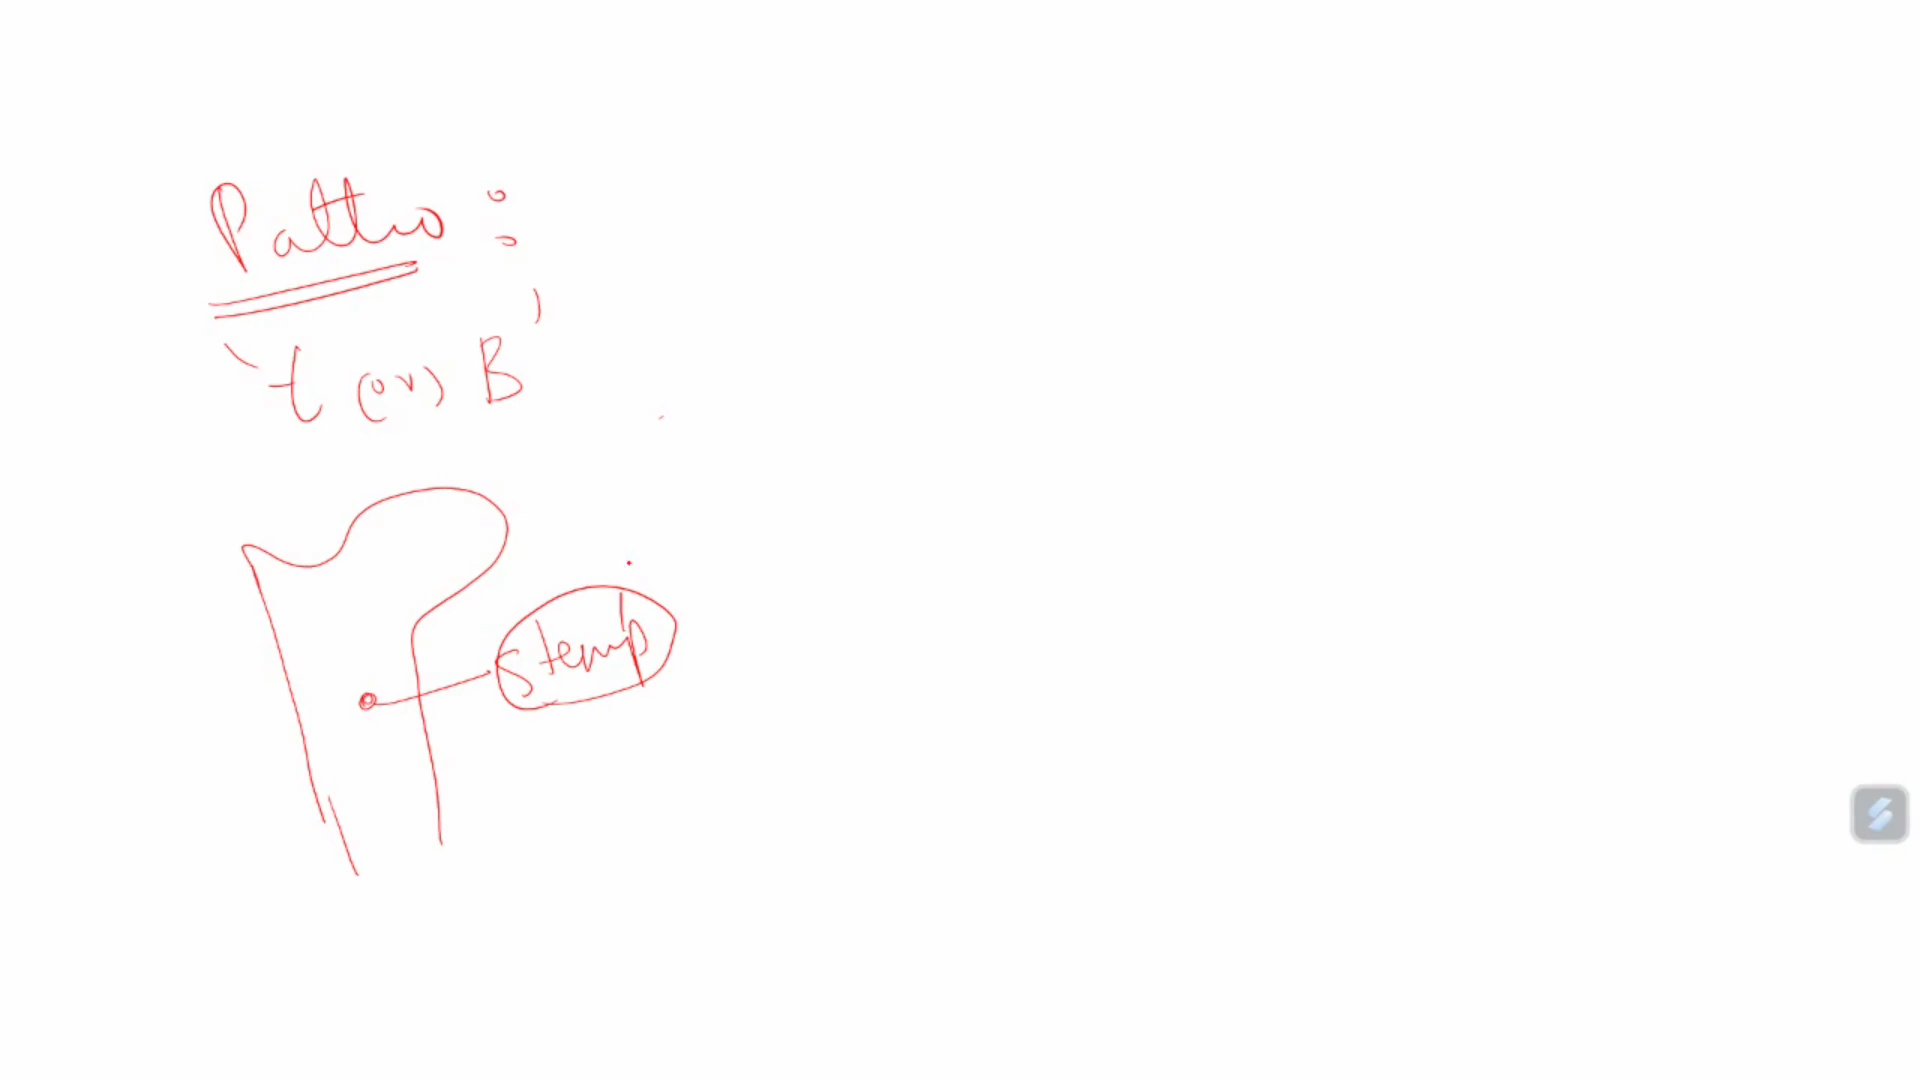 Patho :
't (or) B'
stem